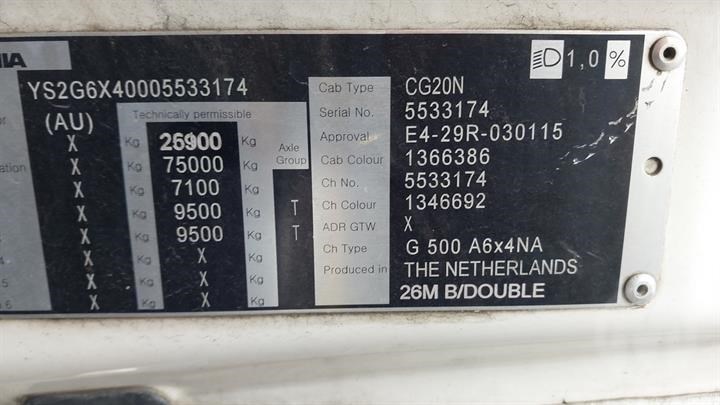 NIA
YS2G6X40005533174
(AU)
Technically permissible
X Kg Kg Axle Group
X Kg 75000 Kg
X Kg 7100 Kg
X Kg 9500 Kg T
X Kg 9500 Kg T
X Kg X Kg
X Kg X Kg
X Kg X Kg
1,0 %
Cab Type CG20N
Serial No. 5533174
Approval E4-29R-030115
Cab Colour 1366386
Ch No. 5533174
Ch Colour 1346692
ADR GTW X
Ch Type G 500 A6x4NA
Produced in THE NETHERLANDS
26M B/DOUBLE